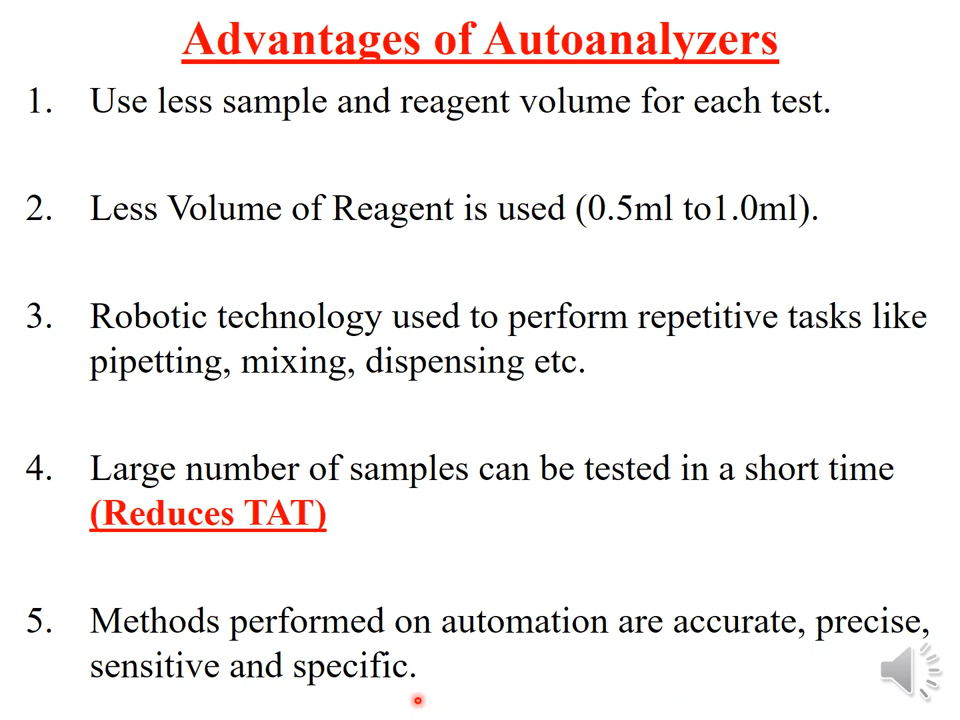 Advantages of Autoanalyzers
1. Use less sample and reagent volume for each test.
2. Less Volume of Reagent is used (0.5ml to1.0ml).
3. Robotic technology used to perform repetitive tasks like
pipetting, mixing, dispensing etc.
4. Large number of samples can be tested in a short time
(Reduces TAT)
5. Methods performed on automation are accurate, precise,
sensitive and specific.